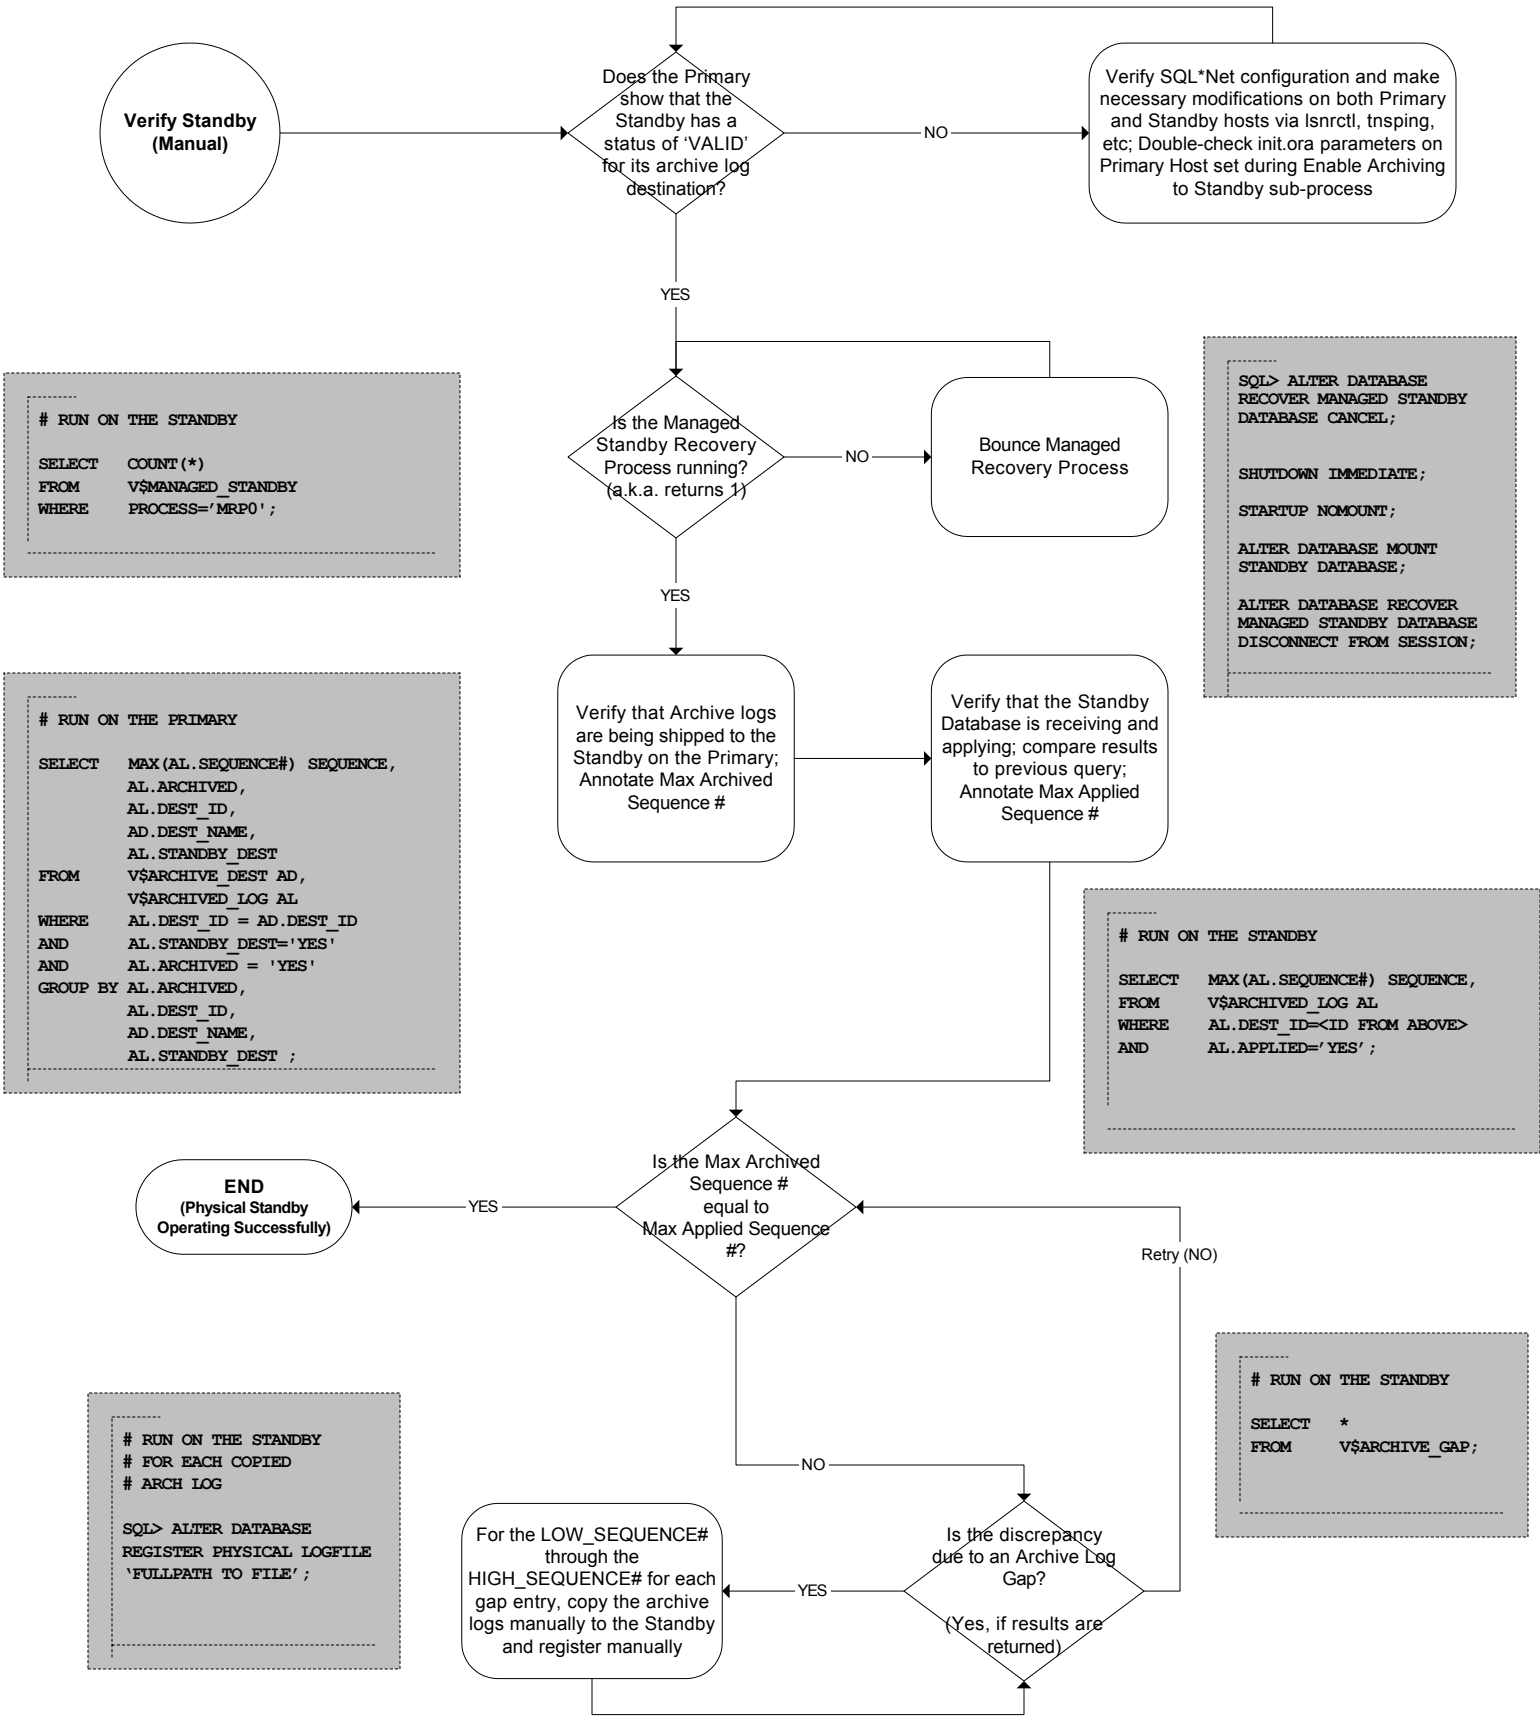 Verify Standby
(Manual)
Does the Primary
show that the
Standby has a
status of ‘VALID’
for its archive log
destination?
NO
Verify SQL*Net configuration and make
necessary modifications on both Primary
and Standby hosts via lsnrctl, tnsping,
etc; Double-check init.ora parameters on
Primary Host set during Enable Archiving
to Standby sub-process
YES
# RUN ON THE STANDBY
SELECT COUNT(*)
FROM V$MANAGED_STANDBY
WHERE PROCESS=’MRP0';
Is the Managed
Standby Recovery
Process running?
(a.k.a. returns 1)
NO
Bounce Managed
Recovery Process
SQL> ALTER DATABASE
RECOVER MANAGED STANDBY
DATABASE CANCEL;
SHUTDOWN IMMEDIATE;
STARTUP NOMOUNT;
ALTER DATABASE MOUNT
STANDBY DATABASE;
ALTER DATABASE RECOVER
MANAGED STANDBY DATABASE
DISCONNECT FROM SESSION;
YES
# RUN ON THE PRIMARY
SELECT MAX(AL.SEQUENCE#) SEQUENCE,
AL.ARCHIVED,
AL.DEST_ID,
AD.DEST_NAME,
AL.STANDBY_DEST
FROM V$ARCHIVE_DEST AD,
V$ARCHIVED_LOG AL
WHERE AL.DEST_ID = AD.DEST_ID
AND AL.STANDBY_DEST='YES'
AND AL.ARCHIVED = 'YES'
GROUP BY AL.ARCHIVED,
AL.DEST_ID,
AD.DEST_NAME,
AL.STANDBY_DEST ;
Verify that Archive logs
are being shipped to the
Standby on the Primary;
Annotate Max Archived
Sequence #
Verify that the Standby
Database is receiving and
applying; compare results
to previous query;
Annotate Max Applied
Sequence #
# RUN ON THE STANDBY
SELECT MAX(AL.SEQUENCE#) SEQUENCE,
FROM V$ARCHIVED_LOG AL
WHERE AL.DEST_ID=<ID FROM ABOVE>
AND AL.APPLIED=’YES’;
END
(Physical Standby
Operating Successfully)
YES
Is the Max Archived
Sequence #
equal to
Max Applied Sequence
#?
Retry (NO)
# RUN ON THE STANDBY
SELECT *
FROM V$ARCHIVE_GAP;
NO
# RUN ON THE STANDBY
# FOR EACH COPIED
# ARCH LOG
SQL> ALTER DATABASE
REGISTER PHYSICAL LOGFILE
‘FULLPATH TO FILE’;
For the LOW_SEQUENCE#
through the
HIGH_SEQUENCE# for each
gap entry, copy the archive
logs manually to the Standby
and register manually
YES
Is the discrepancy
due to an Archive Log
Gap?
(Yes, if results are
returned)